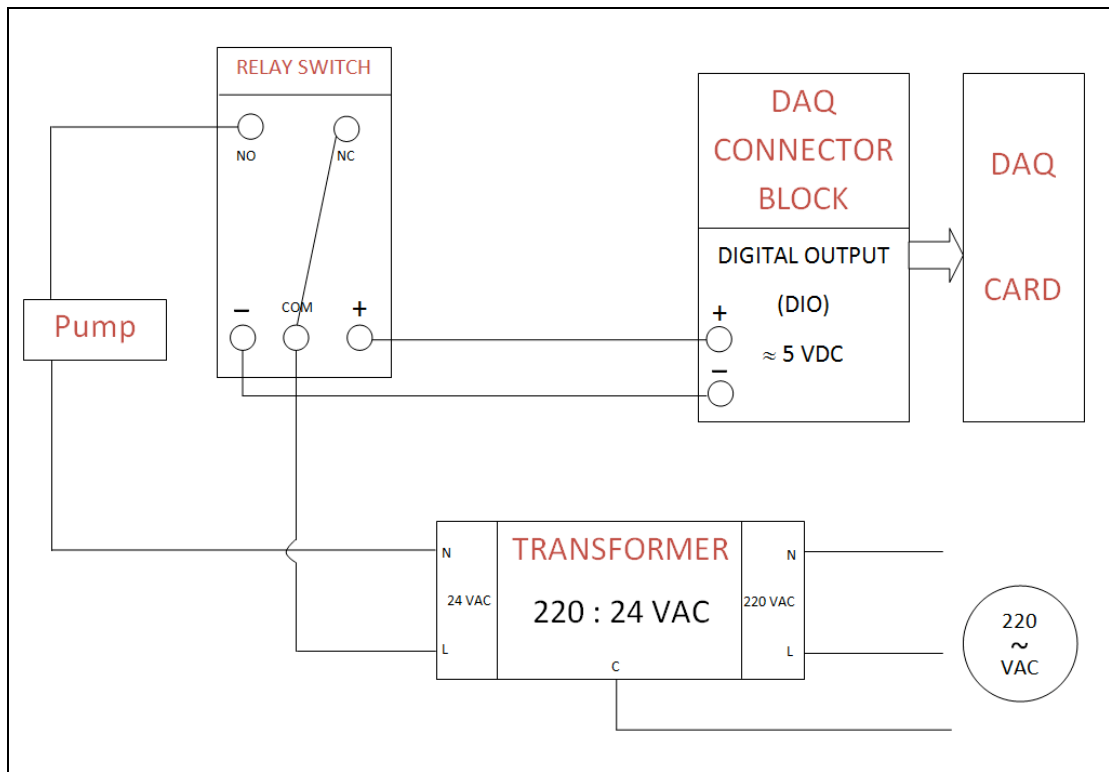 RELAY SWITCH
NO
NC
−
COM
+
Pump
DAQ
CONNECTOR
BLOCK
DIGITAL OUTPUT
(DIO)
≈ 5 VDC
+
−
DAQ
CARD
N
24 VAC
L
TRANSFORMER
220 : 24 VAC
C
N
220 VAC
L
220
~
VAC